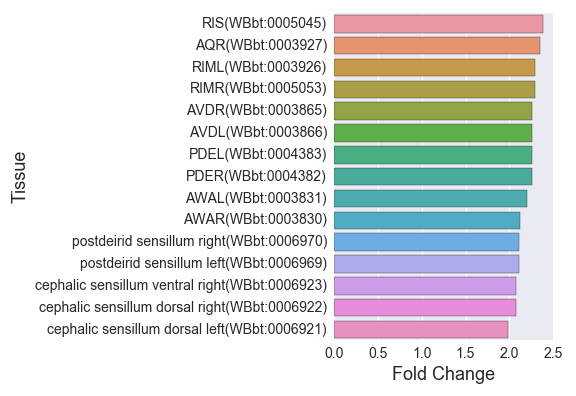 RIS(WBbt:0005045)
AQR(WBbt:0003927)
RIML(WBbt:0003926)
RIMR(WBbt:0005053)
AVDR(WBbt:0003865)
AVDL(WBbt:0003866)
PDEL(WBbt:0004383)
PDER(WBbt:0004382)
AWAL(WBbt:0003831)
AWAR(WBbt:0003830)
postdeirid sensillum right(WBbt:0006970)
postdeirid sensillum left(WBbt:0006969)
cephalic sensillum ventral right(WBbt:0006923)
cephalic sensillum dorsal right(WBbt:0006922)
cephalic sensillum dorsal left(WBbt:0006921)
Tissue
0.0 0.5 1.0 1.5 2.0 2.5
Fold Change